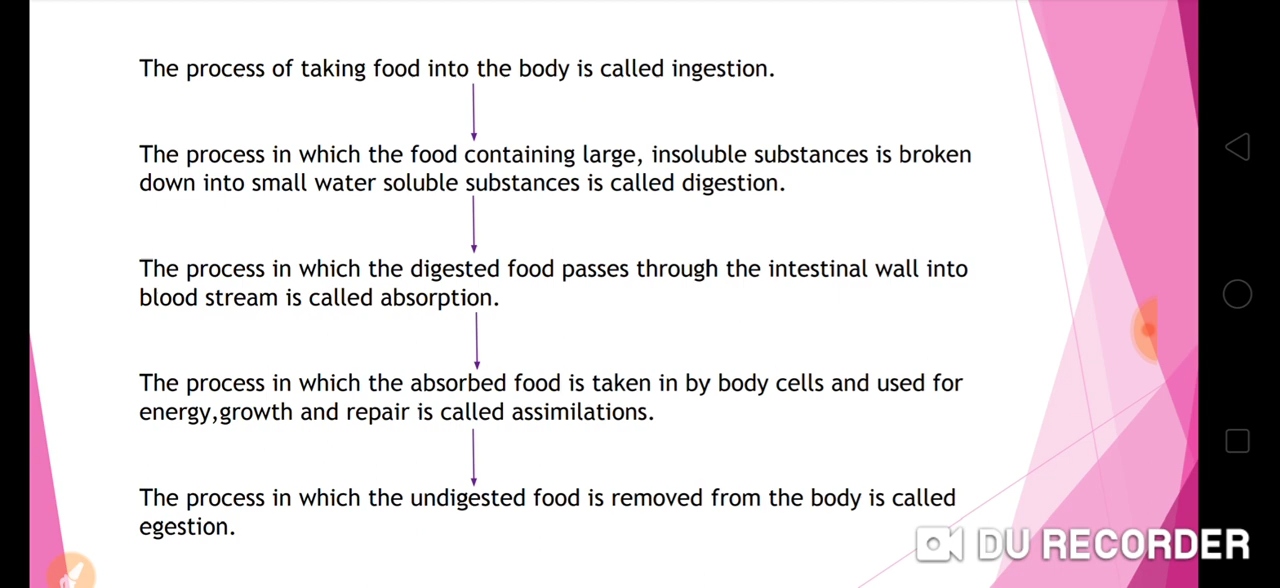 The process of taking food into the body is called ingestion.
The process in which the food containing large, insoluble substances is broken
down into small water soluble substances is called digestion.
The process in which the digested food passes through the intestinal wall into
blood stream is called absorption.
The process in which the absorbed food is taken in by body cells and used for
energy,growth and repair is called assimilations.
The process in which the undigested food is removed from the body is called
egestion.
DU RECORDER